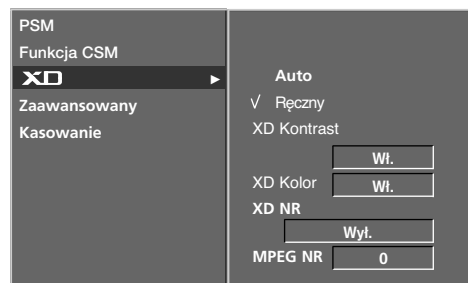 PSM
Funkcja CSM
XD ►
Zaawansowany
Kasowanie
Auto
√ Ręczny
XD Kontrast
Wł.
XD Kolor Wł.
XD NR
Wył.
MPEG NR 0